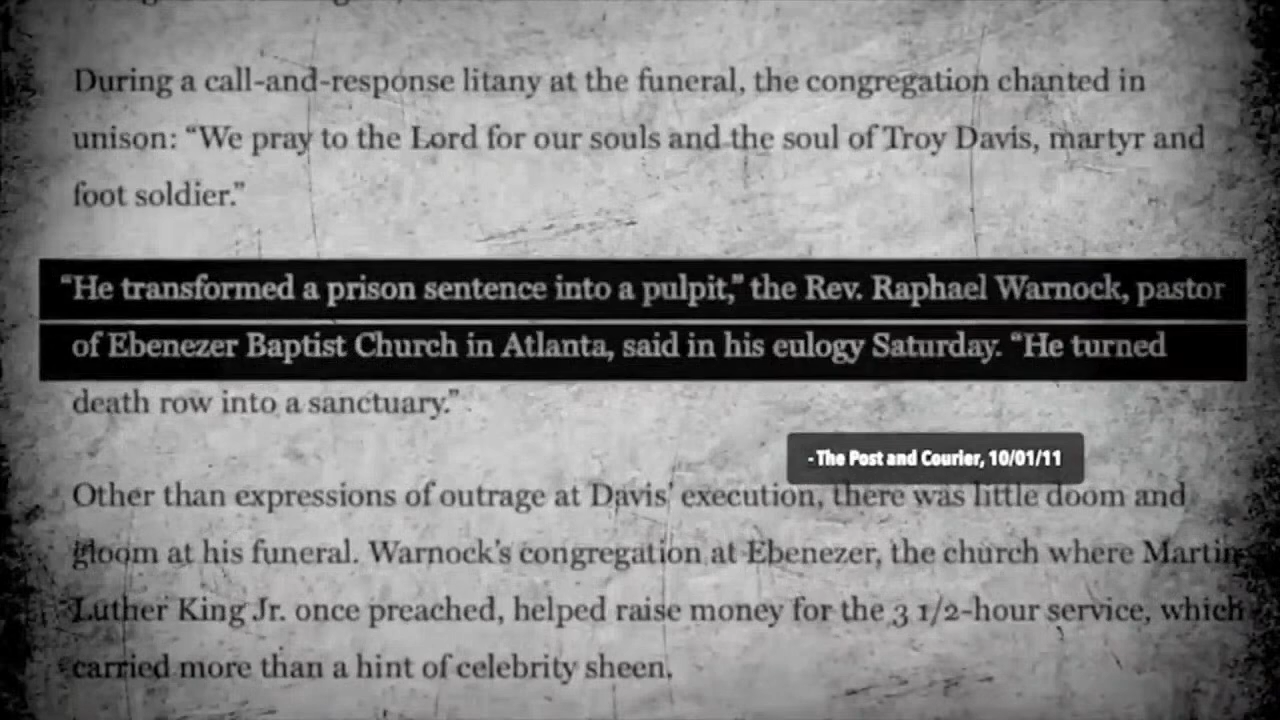 During a call-and-response litany at the funeral, the congregation chanted in
unison: “We pray to the Lord for our souls and the soul of Troy Davis, martyr and
foot soldier.”
“He transformed a prison sentence into a pulpit,” the Rev. Raphael Warnock, pastor
of Ebenezer Baptist Church in Atlanta, said in his eulogy Saturday. “He turned
death row into a sanctuary.”
- The Post and Courier, 10/01/11
Other than expressions of outrage at Davis’ execution, there was little doom and
gloom at his funeral. Warnock’s congregation at Ebenezer, the church where Martin
Luther King Jr. once preached, helped raise money for the 3 1/2-hour service, which
carried more than a hint of celebrity sheen.